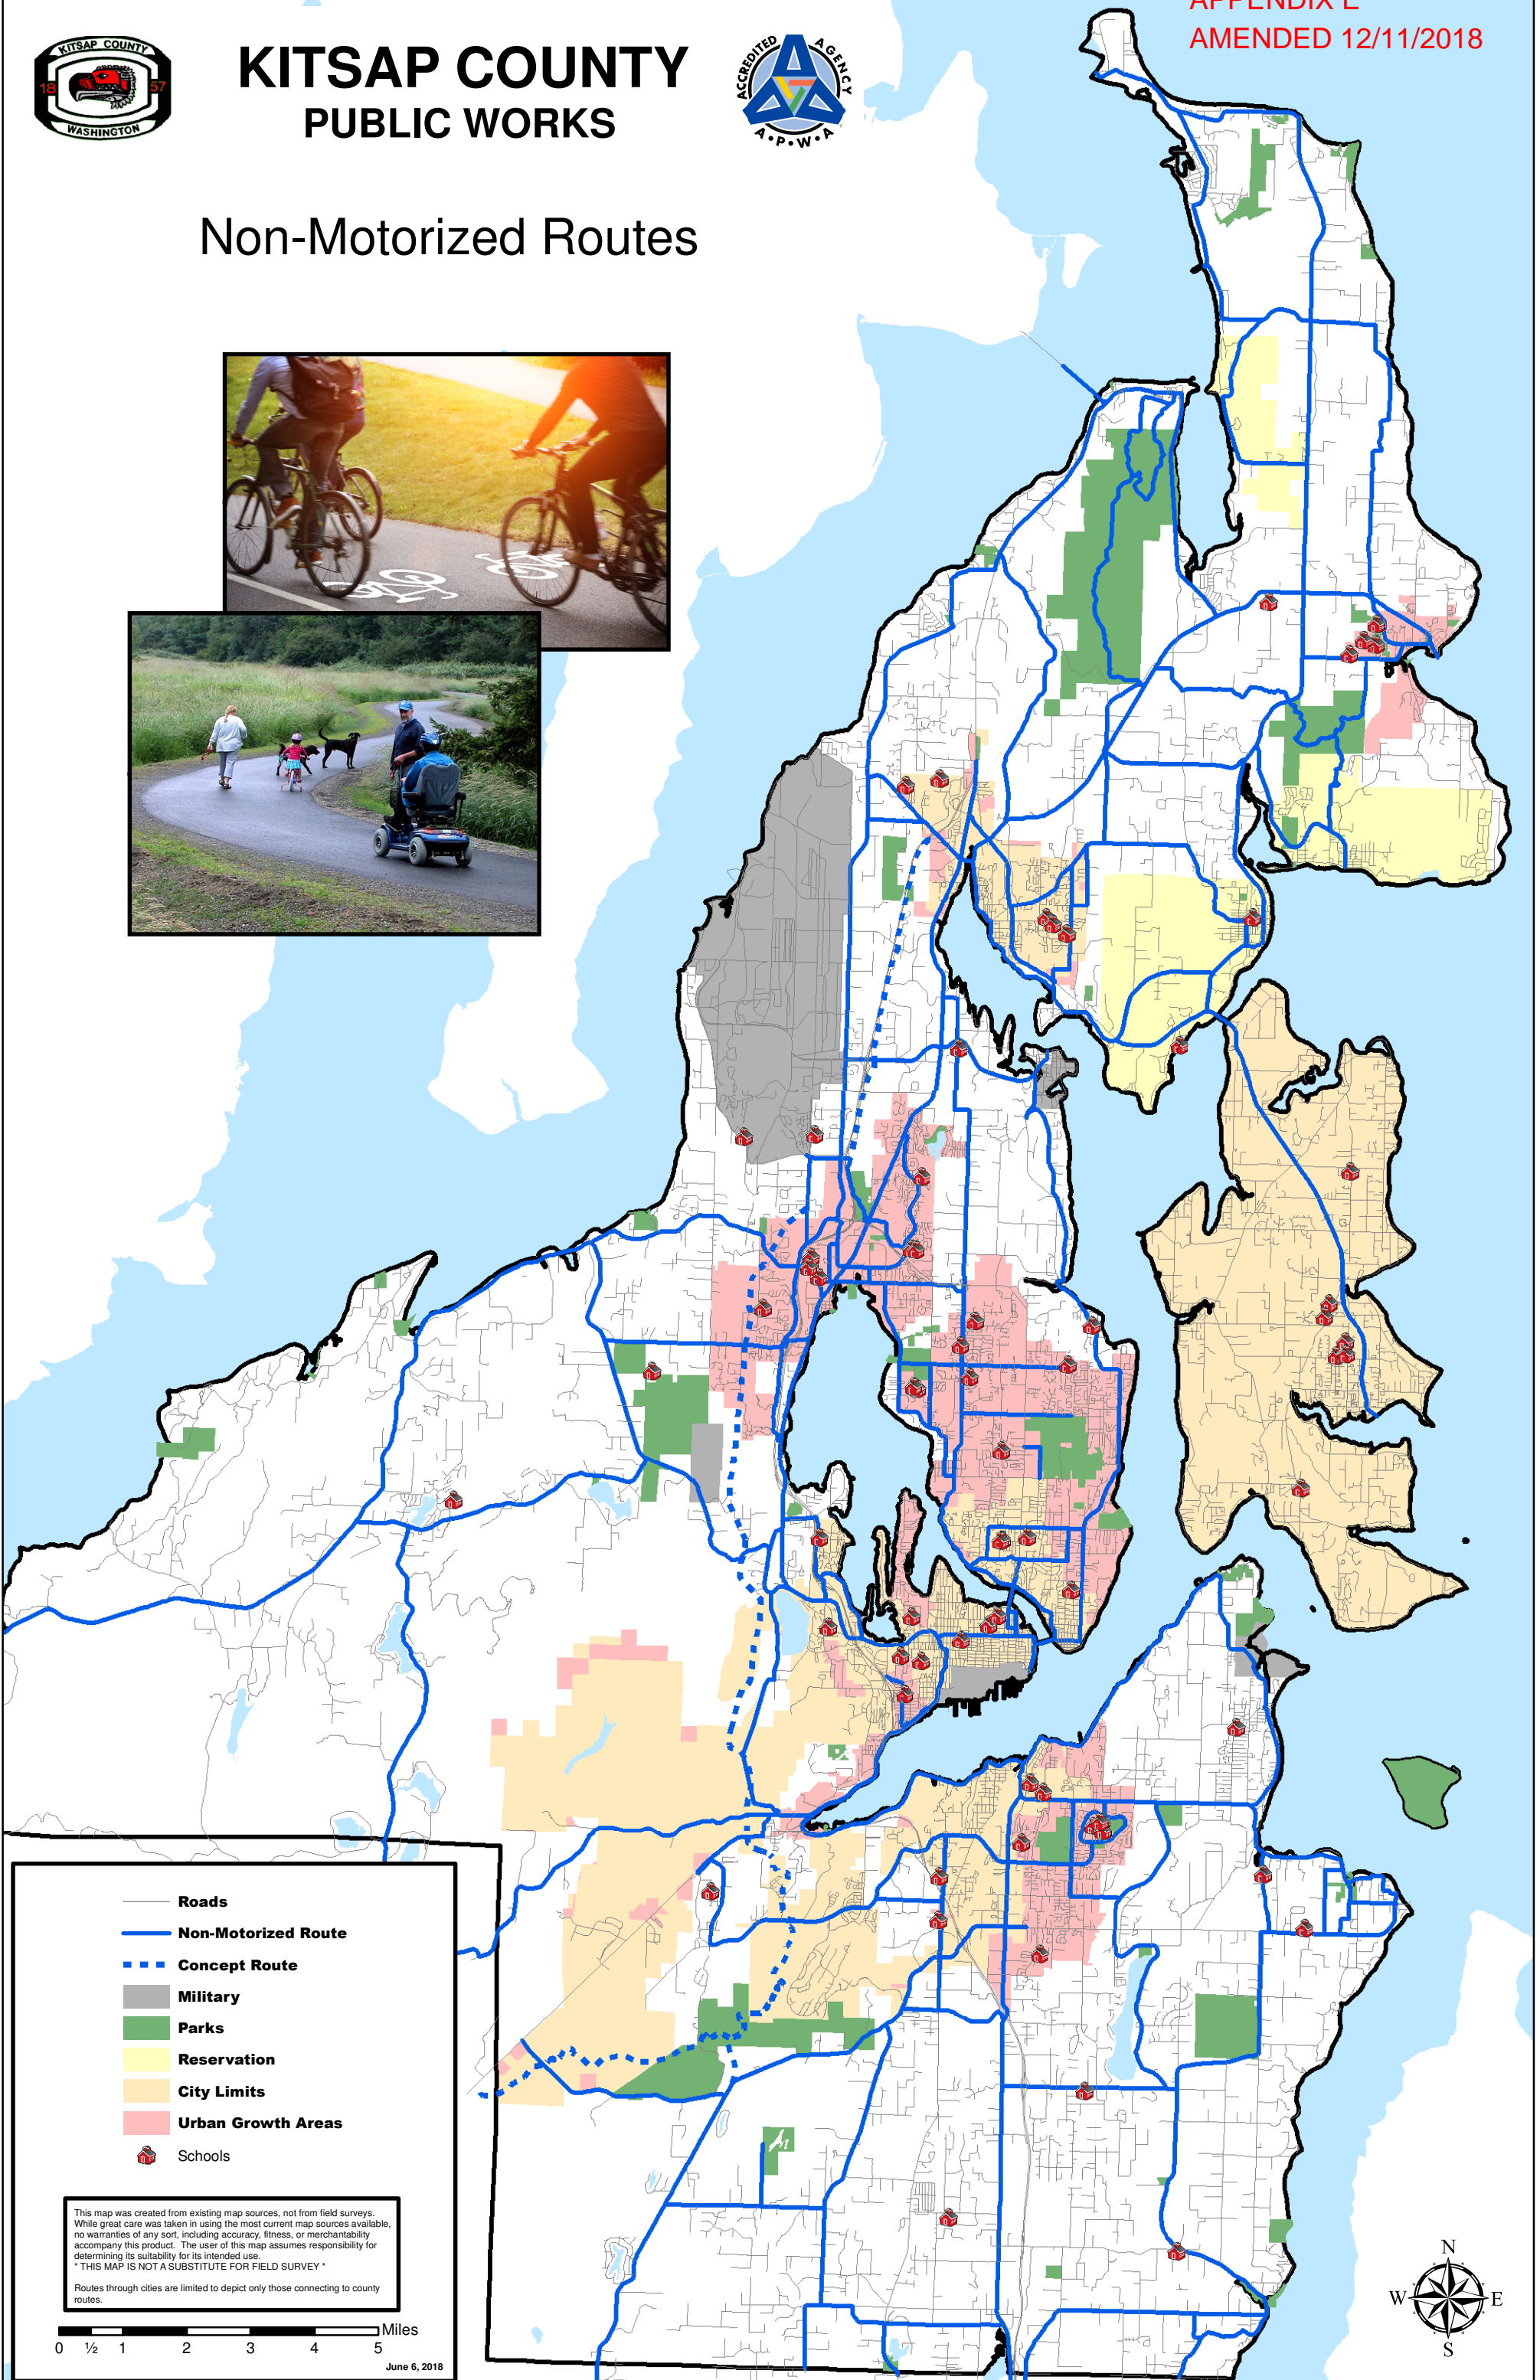 APPENDIX E
AMENDED 12/11/2018
KITSAP COUNTY
18 57
WASHINGTON
KITSAP COUNTY
PUBLIC WORKS
ACCREDITED AGENCY
A•P•W•A
Non-Motorized Routes
Roads
Non-Motorized Route
Concept Route
Military
Parks
Reservation
City Limits
Urban Growth Areas
Schools
This map was created from existing map sources, not from field surveys.
While great care was taken in using the most current map sources available,
no warranties of any sort, including accuracy, fitness, or merchantability
accompany this product. The user of this map assumes responsibility for
determining its suitability for its intended use.
* THIS MAP IS NOT A SUBSTITUTE FOR FIELD SURVEY *
Routes through cities are limited to depict only those connecting to county
routes.
Miles
0 ½ 1 2 3 4 5
June 6, 2018
N
W E
S